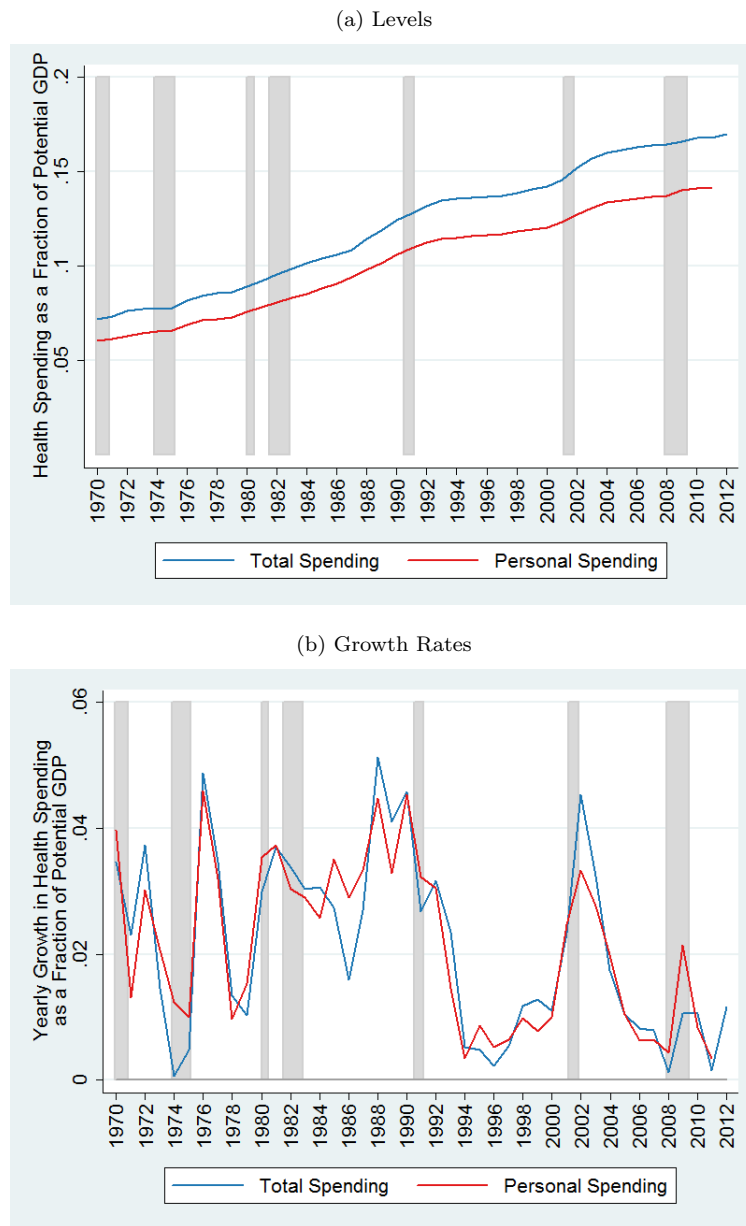 (a) Levels
Health Spending as a Fraction of Potential GDP
.2
.15
.1
.05
1970 1972 1974 1976 1978 1980 1982 1984 1986 1988 1990 1992 1994 1996 1998 2000 2002 2004 2006 2008 2010 2012
Total Spending Personal Spending
(b) Growth Rates
Yearly Growth in Health Spending
as a Fraction of Potential GDP
.06
.04
.02
0
1970 1972 1974 1976 1978 1980 1982 1984 1986 1988 1990 1992 1994 1996 1998 2000 2002 2004 2006 2008 2010 2012
Total Spending Personal Spending